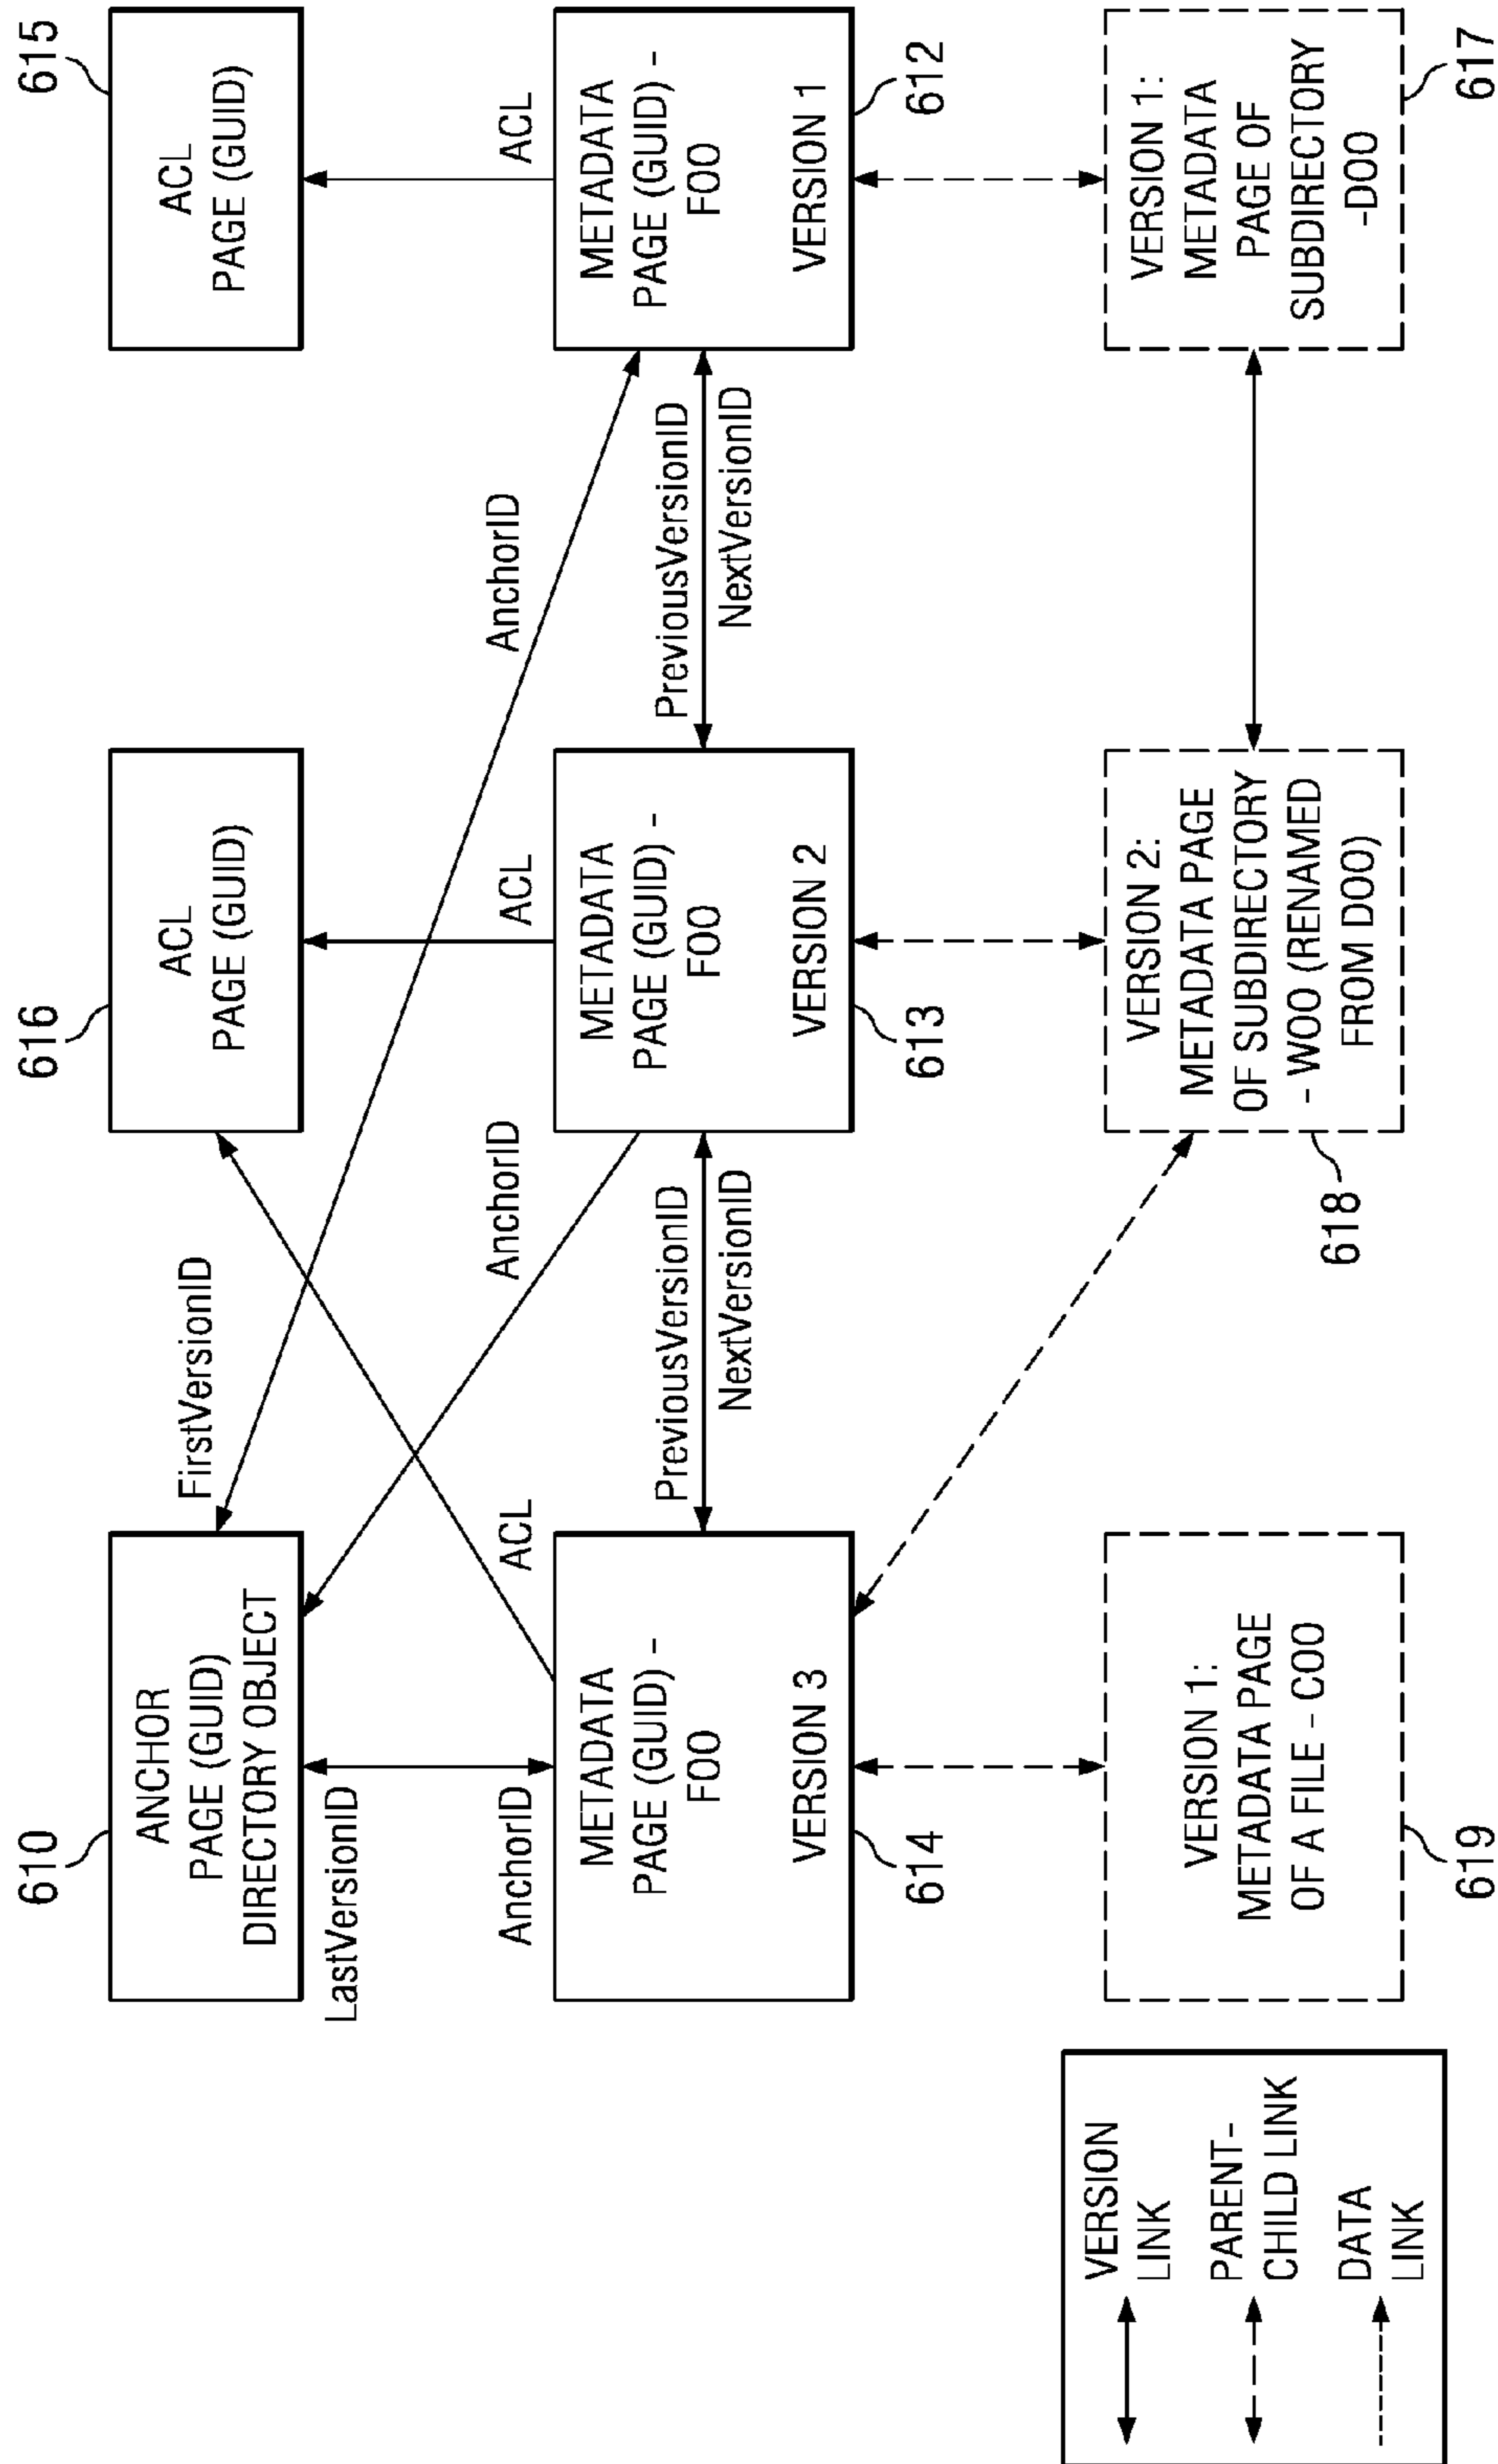 610
ANCHOR
PAGE (GUID)
DIRECTORY OBJECT
616
ACL
PAGE (GUID)
615
ACL
PAGE (GUID)
FirstVersionID
LastVersionID
AnchorID
ACL
AnchorID
ACL
AnchorID
ACL
METADATA
PAGE (GUID) -
FOO
VERSION 3
614
PreviousVersionID
NextVersionID
METADATA
PAGE (GUID) -
FOO
VERSION 2
613
PreviousVersionID
NextVersionID
METADATA
PAGE (GUID) -
FOO
VERSION 1
612
VERSION 1:
METADATA PAGE
OF A FILE - COO
619
VERSION 2:
METADATA PAGE
OF SUBDIRECTORY
- WOO (RENAMED
FROM DOO)
618
VERSION 1:
METADATA
PAGE OF
SUBDIRECTORY
-DOO
617
VERSION
LINK
PARENT-
CHILD LINK
DATA
LINK